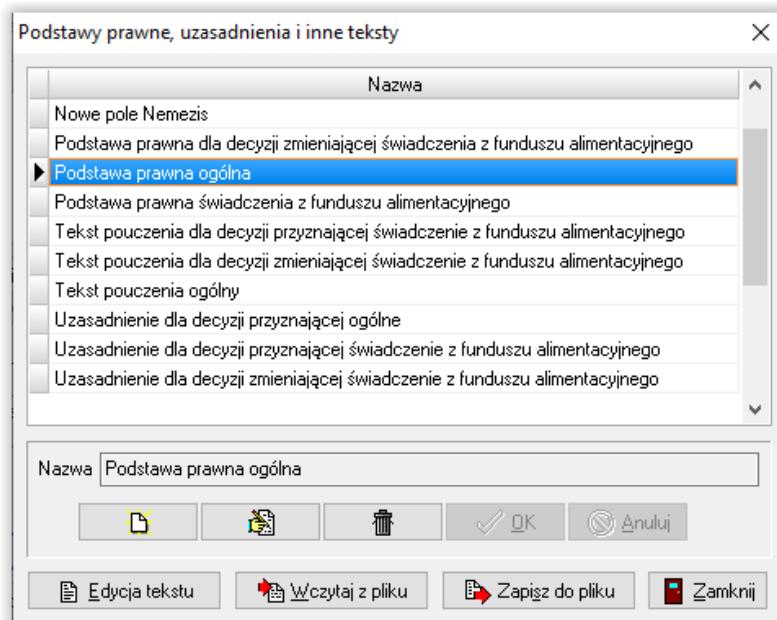 Podstawy prawne, uzasadnienia i inne teksty
Nazwa
Nowe pole Nemezis
Podstawa prawna dla decyzji zmieniającej świadczenia z funduszu alimentacyjnego
Podstawa prawna ogólna
Podstawa prawna świadczenia z funduszu alimentacyjnego
Tekst pouczenia dla decyzji przyznającej świadczenie z funduszu alimentacyjnego
Tekst pouczenia dla decyzji zmieniającej świadczenie z funduszu alimentacyjnego
Tekst pouczenia ogólny
Uzasadnienie dla decyzji przyznającej ogólne
Uzasadnienie dla decyzji przyznającej świadczenie z funduszu alimentacyjnego
Uzasadnienie dla decyzji zmieniającej świadczenie z funduszu alimentacyjnego
Nazwa Podstawa prawna ogólna
OK Anuluj
Edycja tekstu Wczytaj z pliku Zapisz do pliku Zamknij